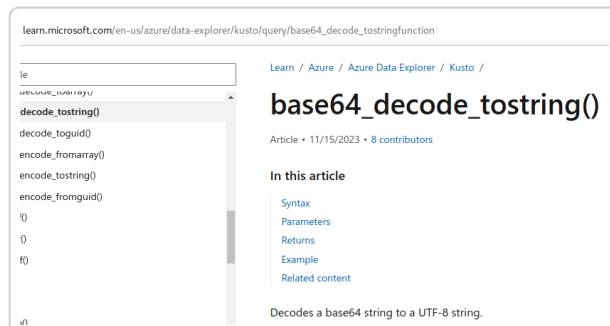 learn.microsoft.com/en-us/azure/data-explorer/kusto/query/base64_decode_tostringfunction
le
Learn / Azure / Azure Data Explorer / Kusto /
decode_toarray()
decode_tostring()
decode_toguid()
encode_fromarray()
encode_tostring()
encode_fromguid()
f()
()
f()
base64_decode_tostring()
Article • 11/15/2023 • 8 contributors
In this article
Syntax
Parameters
Returns
Example
Related content
Decodes a base64 string to a UTF-8 string.